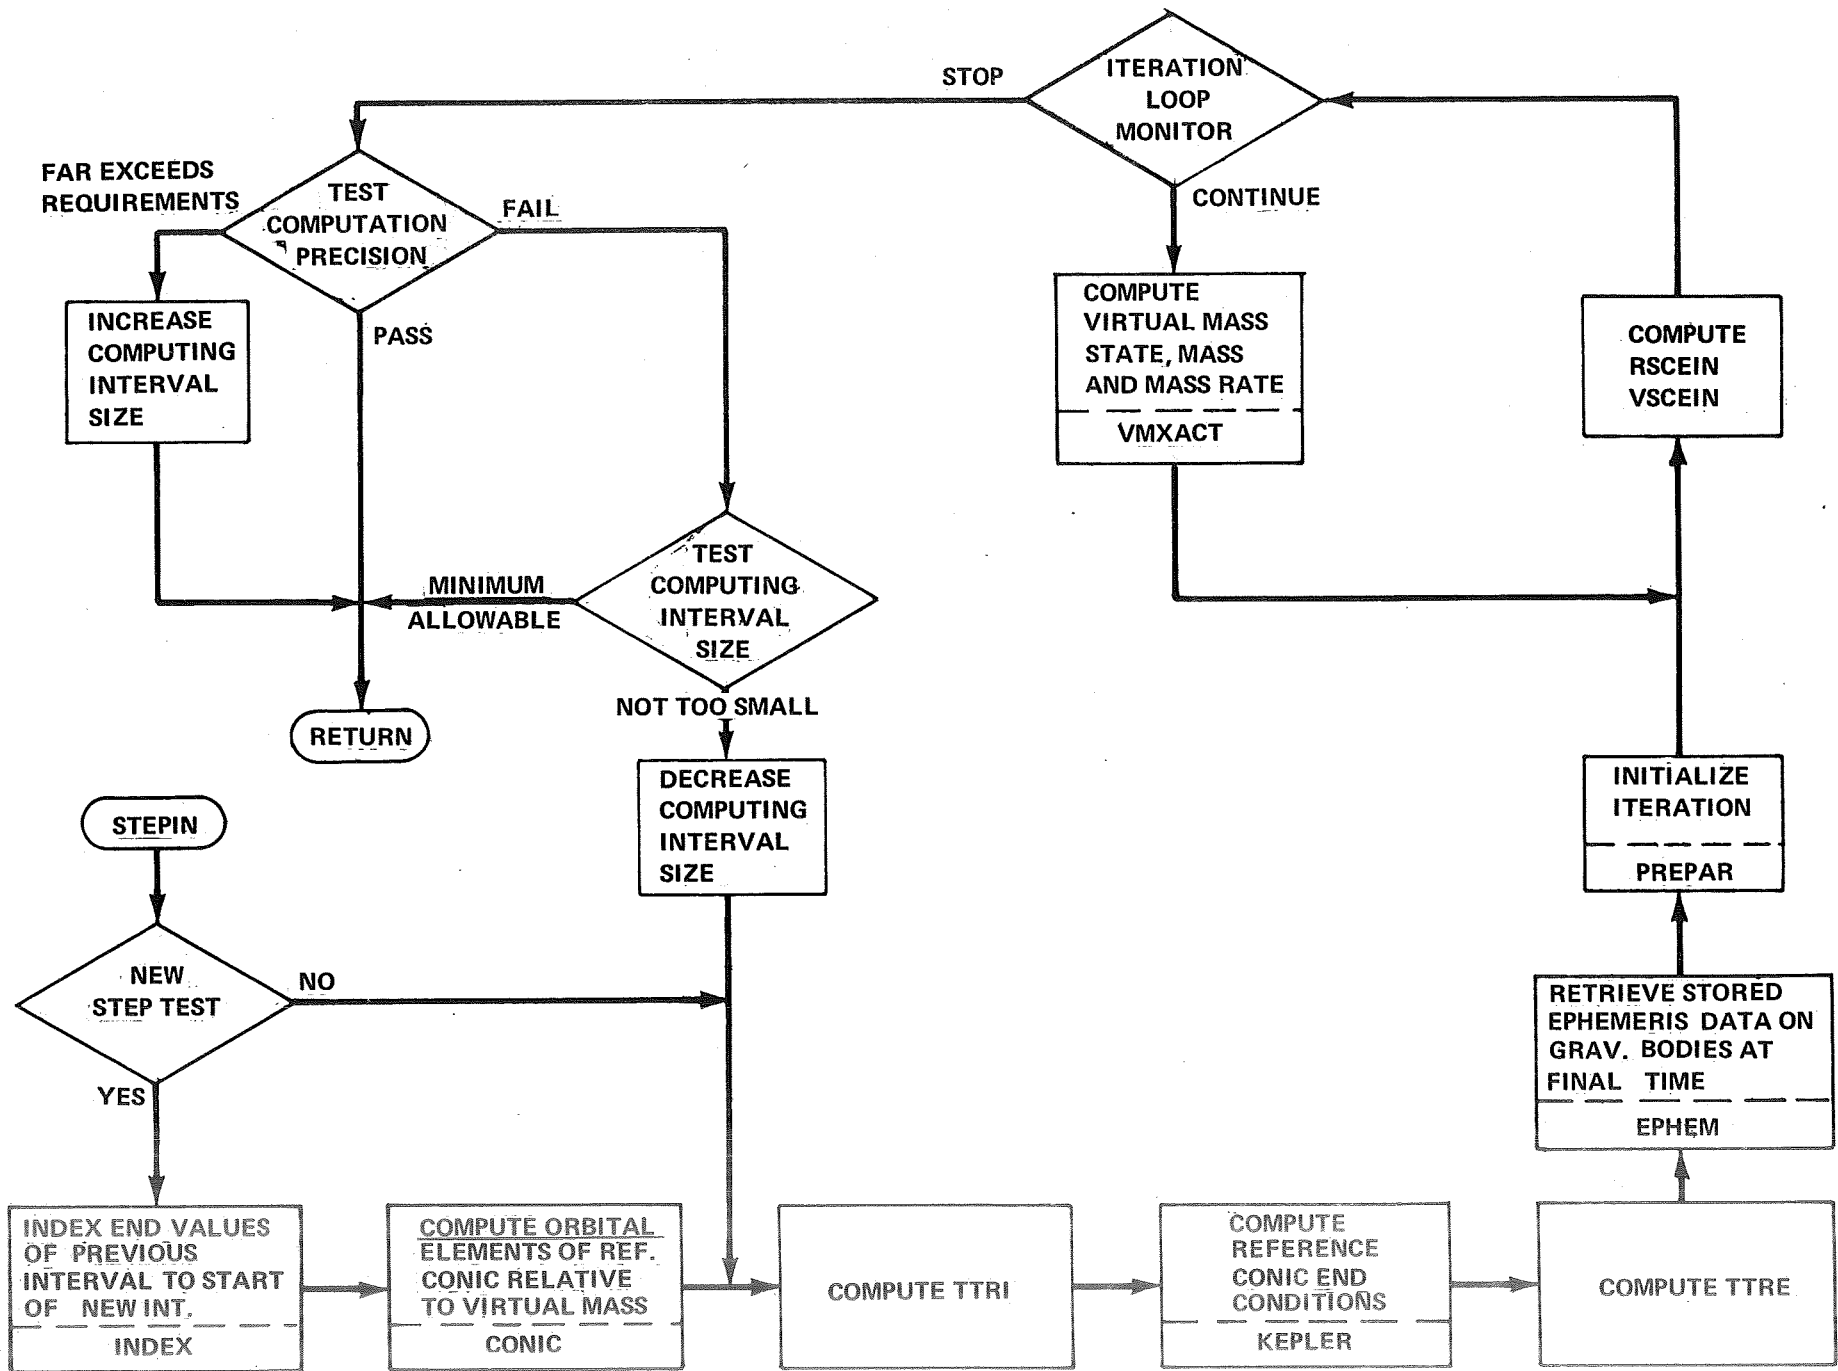 ITERATION
LOOP
MONITOR
STOP
CONTINUE
FAR EXCEEDS
REQUIREMENTS
TEST
COMPUTATION
PRECISION
FAIL
PASS
INCREASE
COMPUTING
INTERVAL
SIZE
COMPUTE
VIRTUAL MASS
STATE, MASS
AND MASS RATE
VMXACT
COMPUTE
RSCEIN
VSCEIN
TEST
COMPUTING
INTERVAL
SIZE
MINIMUM
ALLOWABLE
NOT TOO SMALL
RETURN
DECREASE
COMPUTING
INTERVAL
SIZE
INITIALIZE
ITERATION
PREPAR
STEPIN
NEW
STEP TEST
NO
YES
RETRIEVE STORED
EPHEMERIS DATA ON
GRAV. BODIES AT
FINAL TIME
EPHEM
INDEX END VALUES
OF PREVIOUS
INTERVAL TO START
OF NEW INT.
INDEX
COMPUTE ORBITAL
ELEMENTS OF REF.
CONIC RELATIVE
TO VIRTUAL MASS
CONIC
COMPUTE TTRI
COMPUTE
REFERENCE
CONIC END
CONDITIONS
KEPLER
COMPUTE TTRE